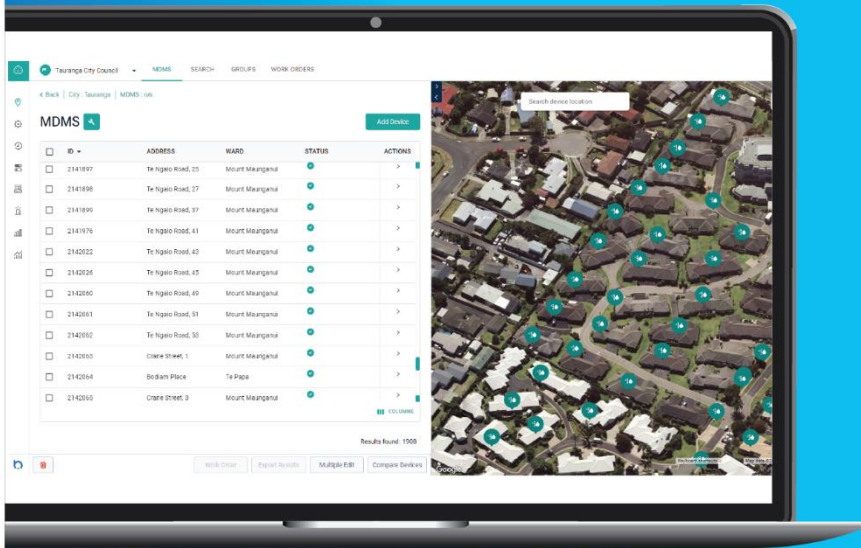 Tauranga City Council MDMS SEARCH GROUPS WORK ORDERS
< Back | City : Tauranga | MDMS :
MDMS Add Device
ID ADDRESS WARD STATUS ACTIONS
2141897 Te Ngaio Road, 25 Mount Maunganui
2141898 Te Ngaio Road, 27 Mount Maunganui
2141899 Te Ngaio Road, 37 Mount Maunganui
2141976 Te Ngaio Road, 41 Mount Maunganui
2142022 Te Ngaio Road, 43 Mount Maunganui
2142026 Te Ngaio Road, 45 Mount Maunganui
2142060 Te Ngaio Road, 49 Mount Maunganui
2142061 Te Ngaio Road, 51 Mount Maunganui
2142062 Te Ngaio Road, 53 Mount Maunganui
2142063 Crane Street, 1 Mount Maunganui
2142064 Bodiam Place Te Papa
2142065 Crane Street, 3 Mount Maunganui
COLUMNS
Results found: 1900
Work Order Export Results Multiple Edit Compare Devices
Search device location
Google